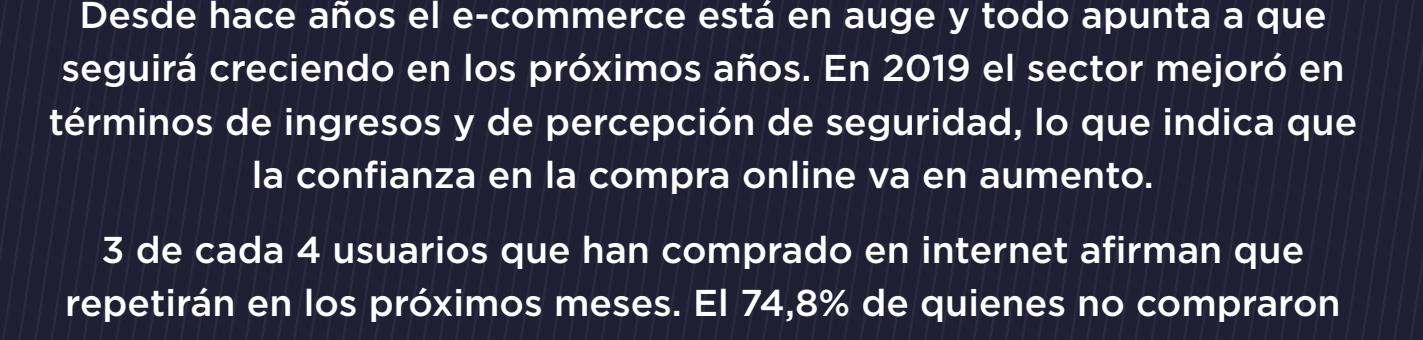 Desde hace años el e-commerce está en auge y todo apunta a que
seguirá creciendo en los próximos años. En 2019 el sector mejoró en
términos de ingresos y de percepción de seguridad, lo que indica que
la confianza en la compra online va en aumento.
3 de cada 4 usuarios que han comprado en internet afirman que
repetirán en los próximos meses. El 74,8% de quienes no compraron